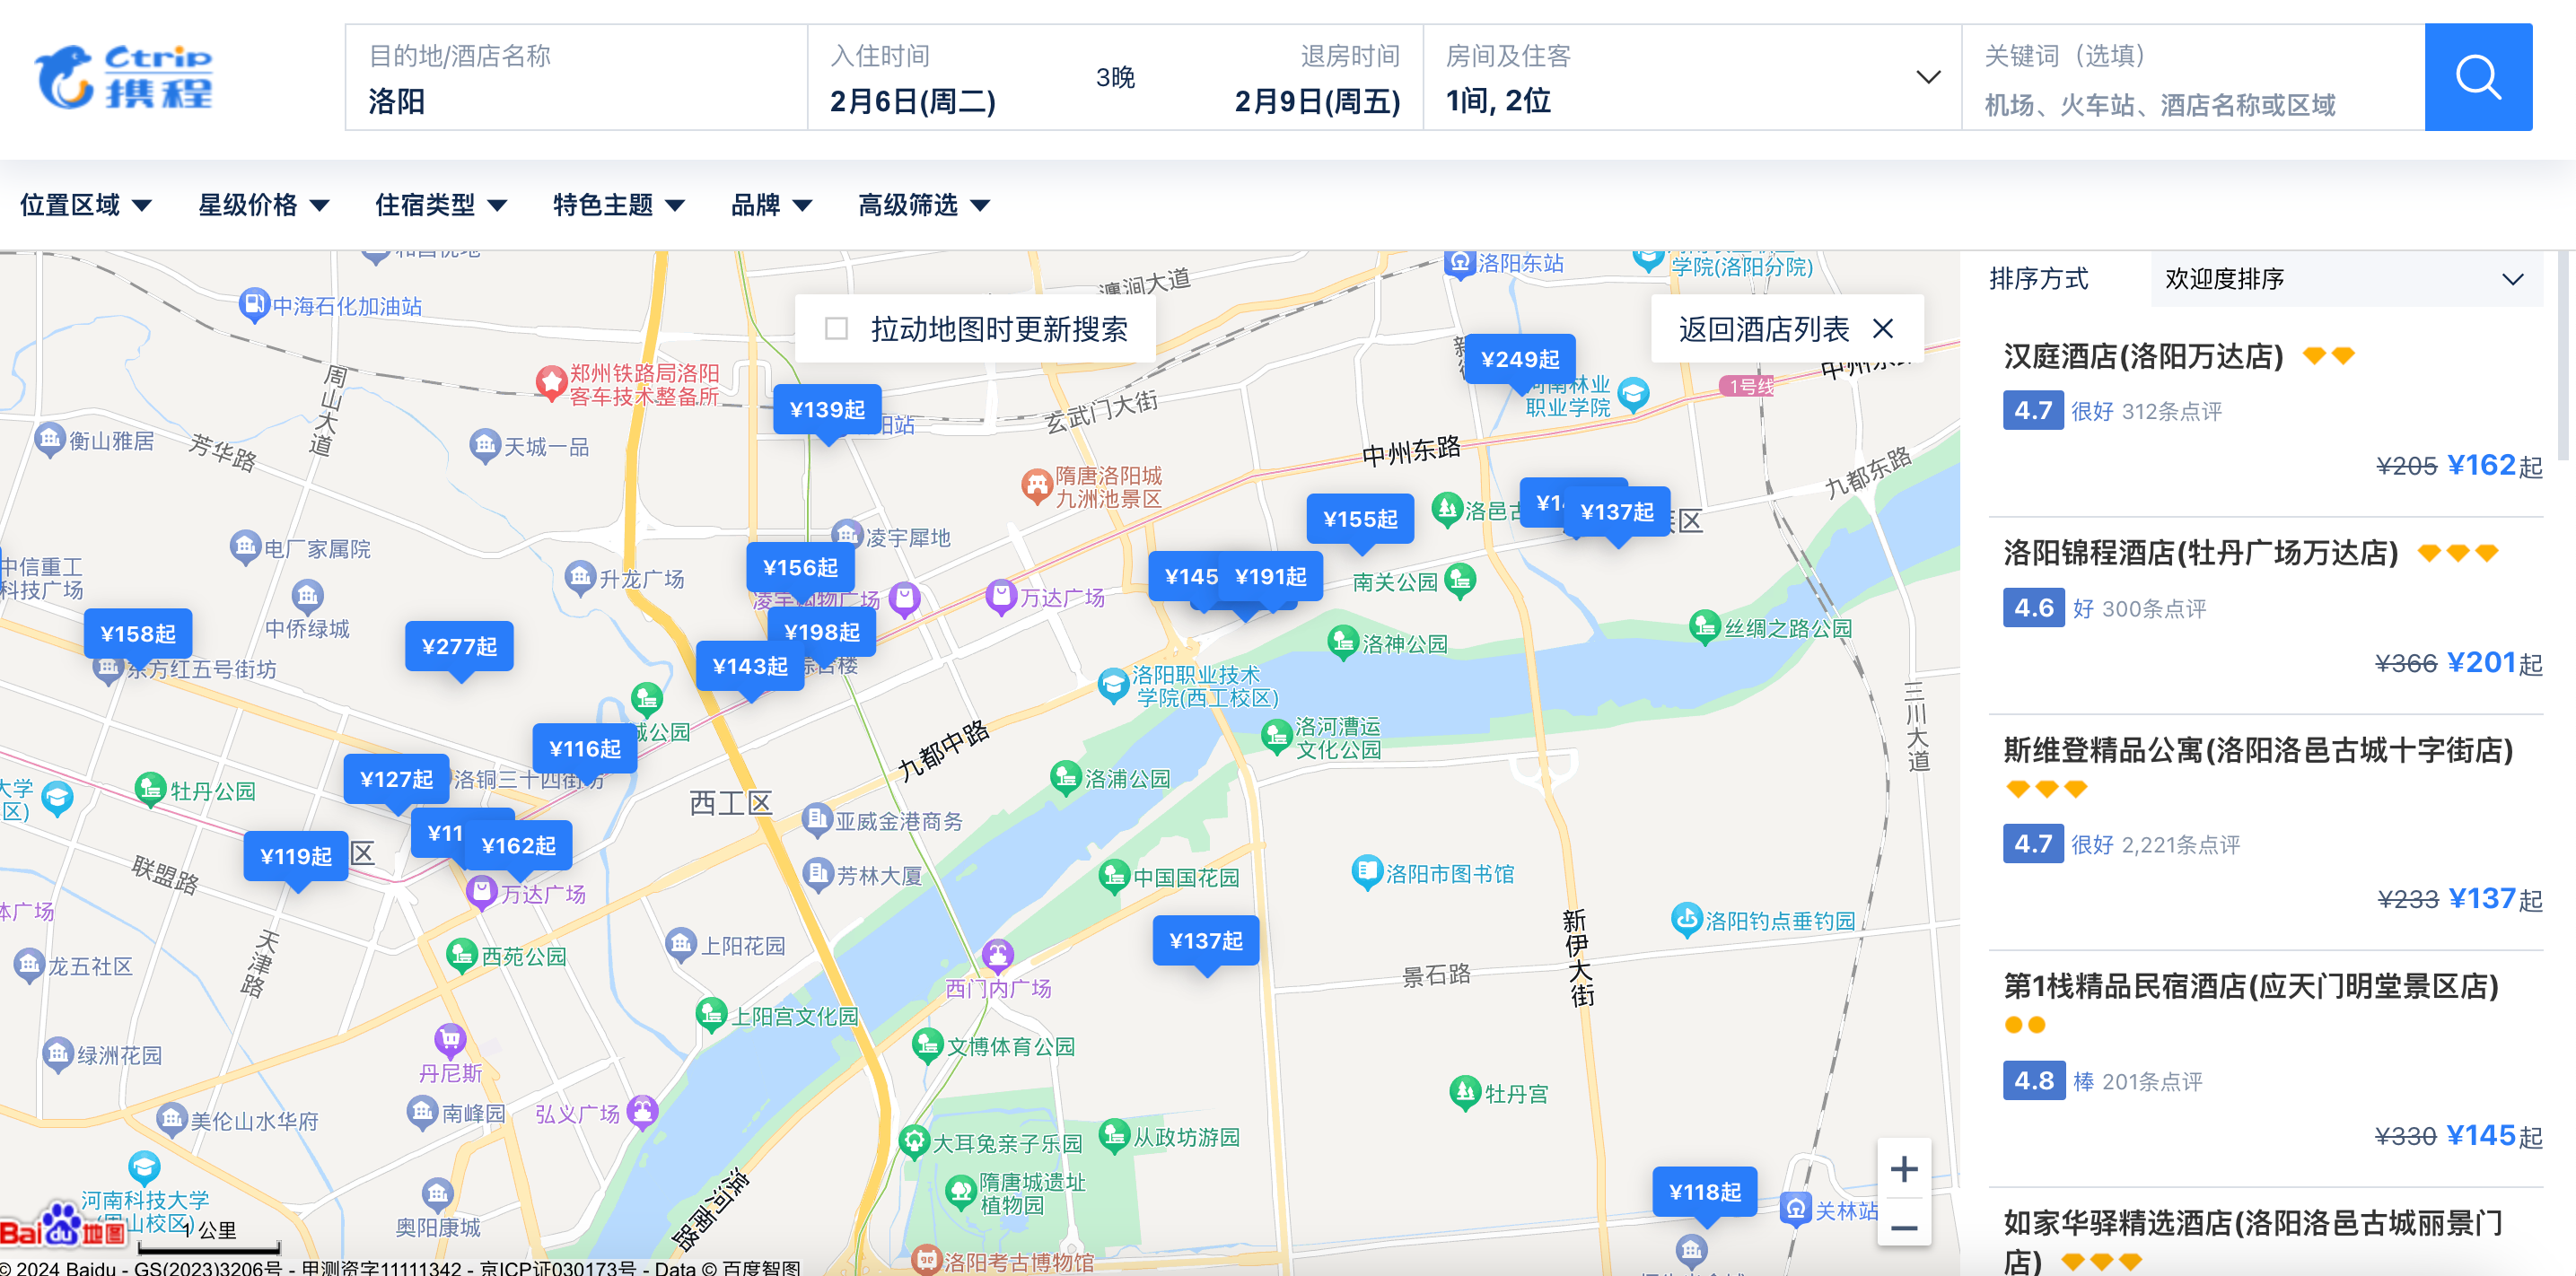 Ctrip
携程
目的地/酒店名称
洛阳
入住时间
2月6日(周二)
3晚
退房时间
2月9日(周五)
房间及住客
1间, 2位
关键词（选填）
机场、火车站、酒店名称或区域
位置区域
星级价格
住宿类型
特色主题
品牌
高级筛选
瀍涧大道
洛阳东站
学院(洛阳分院)
中海石化加油站
拉动地图时更新搜索
返回酒店列表
周山大道
郑州铁路局洛阳
客车技术整备所
¥249起
1号线
河南林业
职业学院
¥139起
阳站
玄武门大街
衡山雅居
芳华路
天城一品
中州东路
九都东路
隋唐洛阳城
九洲池景区
¥155起
洛邑古
¥14
¥137起
区
电厂家属院
凌宇犀地
中信重工
科技广场
升龙广场
¥156起
¥145
¥191起
南关公园
万达广场
中侨绿城
¥158起
¥277起
¥198起
¥143起
洛神公园
丝绸之路公园
东方红五号街坊
洛阳职业技术
学院(西工校区)
三川大道
城公园
洛河漕运
文化公园
¥116起
九都中路
¥127起
洛铜三十四街坊
洛浦公园
大学
区)
牡丹公园
西工区
¥11
¥162起
亚威金港商务
¥119起
区
联盟路
万达广场
芳林大厦
中国国花园
洛阳市图书馆
体广场
新伊大街
洛阳钓点垂钓园
天津路
西苑公园
上阳花园
¥137起
龙五社区
西门内广场
景石路
上阳宫文化园
文博体育公园
绿洲花园
丹尼斯
牡丹宫
美伦山水华府
南峰园
弘义广场
大耳兔亲子乐园
从政坊游园
滨河南路
隋唐城遗址
植物园
¥118起
关林站
河南科技大学
奥阳康城
Bai du 地图
1 公里
洛阳考古博物馆
© 2024 Baidu - GS(2023)3206号 - 甲测资字11111342 - 京ICP证030173号 - Data © 百度智图
排序方式
欢迎度排序
汉庭酒店(洛阳万达店)
4.7 很好 312条点评
¥205 ¥162起
洛阳锦程酒店(牡丹广场万达店)
4.6 好 300条点评
¥366 ¥201起
斯维登精品公寓(洛阳洛邑古城十字街店)
4.7 很好 2,221条点评
¥233 ¥137起
第1栈精品民宿酒店(应天门明堂景区店)
4.8 棒 201条点评
¥330 ¥145起
如家华驿精选酒店(洛阳洛邑古城丽景门
店)